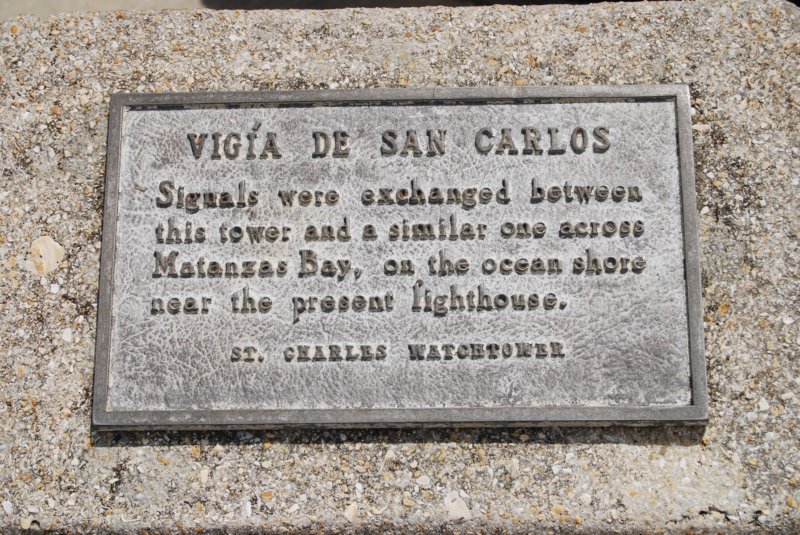 VIGÍA DE SAN CARLOS
Signals were exchanged between
this tower and a similar one across
Matanzas Bay, on the ocean shore
near the present lighthouse.
ST. CHARLES WATCHTOWER